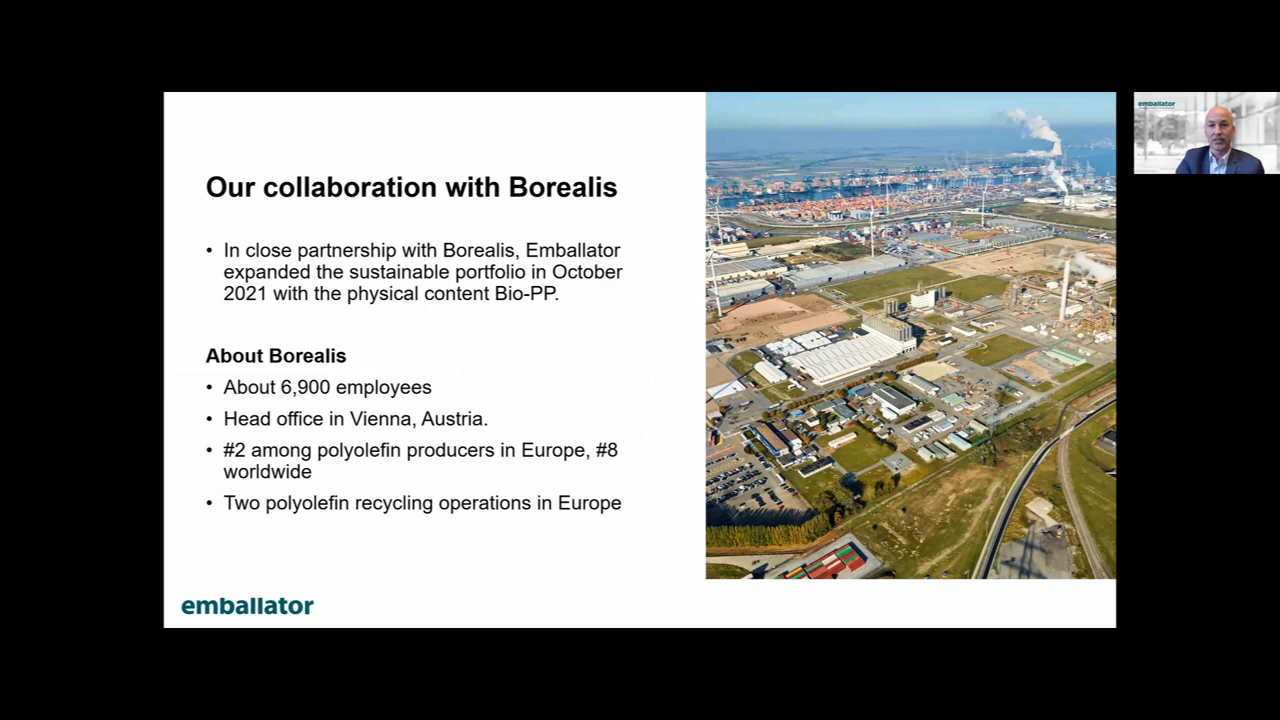 Our collaboration with Borealis
• In close partnership with Borealis, Emballator
expanded the sustainable portfolio in October
2021 with the physical content Bio-PP.
About Borealis
• About 6,900 employees
• Head office in Vienna, Austria.
• #2 among polyolefin producers in Europe, #8
worldwide
• Two polyolefin recycling operations in Europe
emballator
emballator